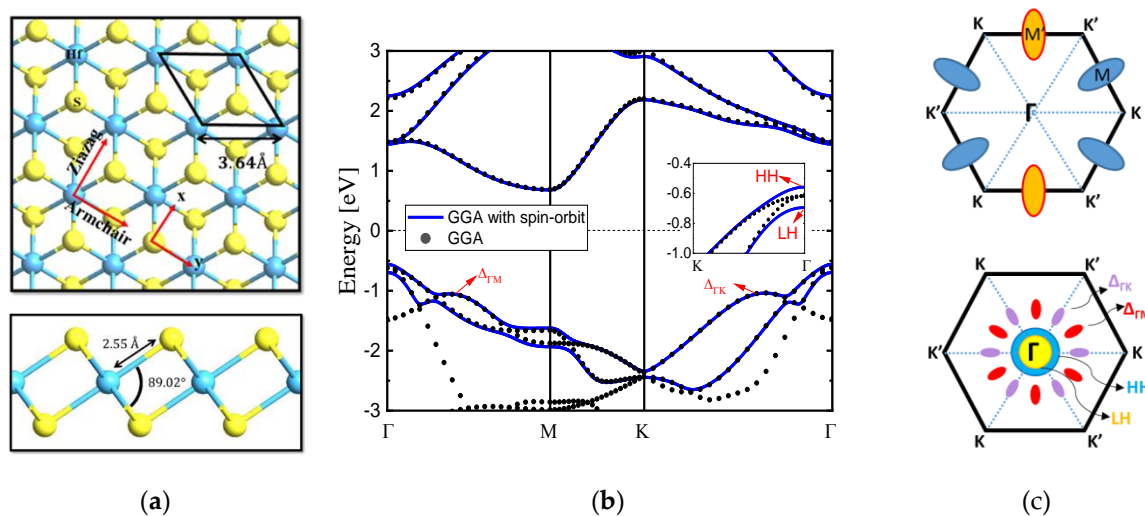 Hf
S
3.64Å
Zigzag
Armchair
x
y
2.55 Å
89.02°
(a)
Energy [eV]
3
2
1
0
-1
-2
-3
GGA with spin-orbit
GGA
-0.4
-0.6
-0.8
-1.0
HH
LH
K
Γ
Δ_ΓM
Δ_ΓK
Γ
M
K
Γ
(b)
K
M'
K'
M
K'
Γ
K
K
K'
K
K'
Δ_ΓK
Δ_ΓM
K'
Γ
K
HH
LH
K
K'
(c)